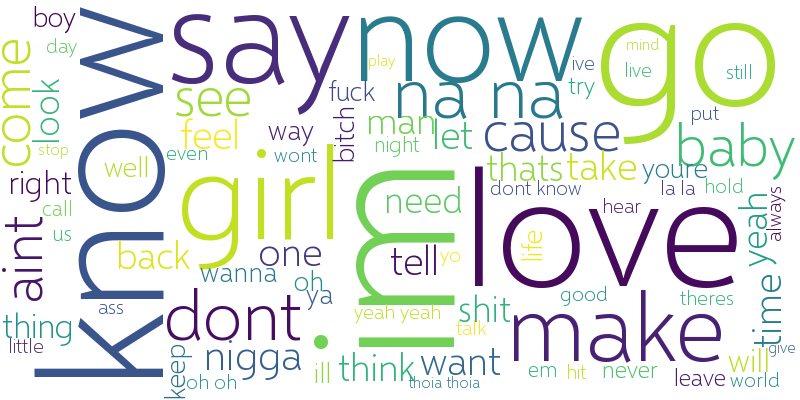 boy
day
come
look
stop
know
well
right
call
us
aint
thing
little
say
see
feel
even
way
wont
girl
back
one
wanna
oh
ya
ass
dont
nigga
keep
oh oh
ill
think
now
play
ive
try
fuck
bitch
na na
man
night
let
cause
thats
take
im
need
tell
yo
yeah yeah
talk
shit
want
thoia thoia
go
mind
live
still
put
baby
youre
dont know
la la
hold
hear
love
life
good
theres
make
em
hit
never
leave
will
world
give
time
yeah
always